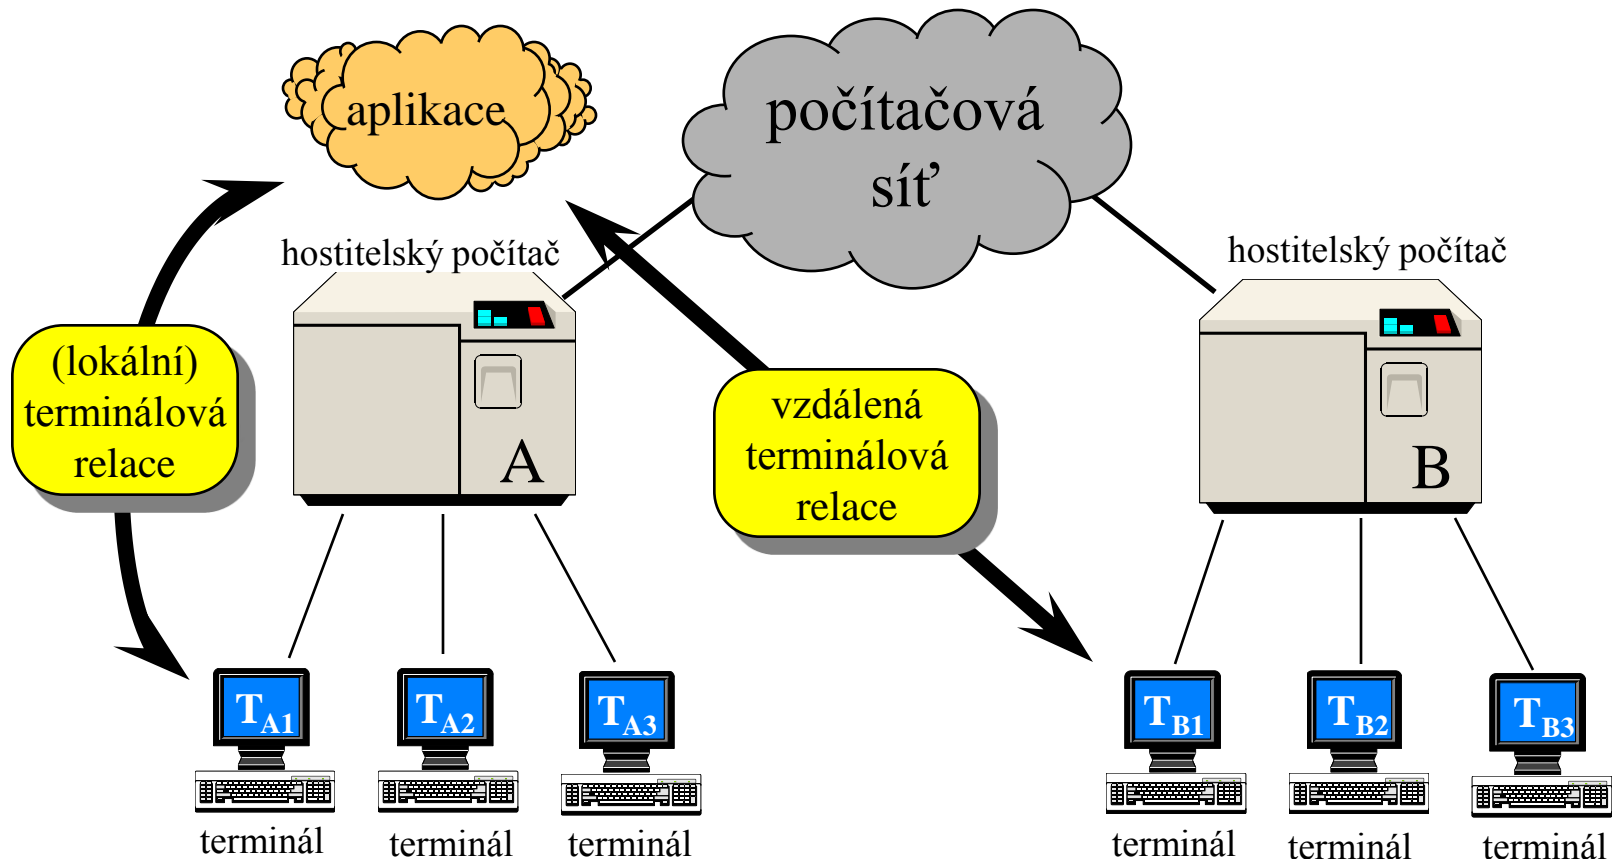 aplikace
počítačová
síť
hostitelský počítač
hostitelský počítač
(lokální)
terminálová
relace
vzdálená
terminálová
relace
A
B
TA1
TA2
TA3
TB1
TB2
TB3
terminál
terminál
terminál
terminál
terminál
terminál